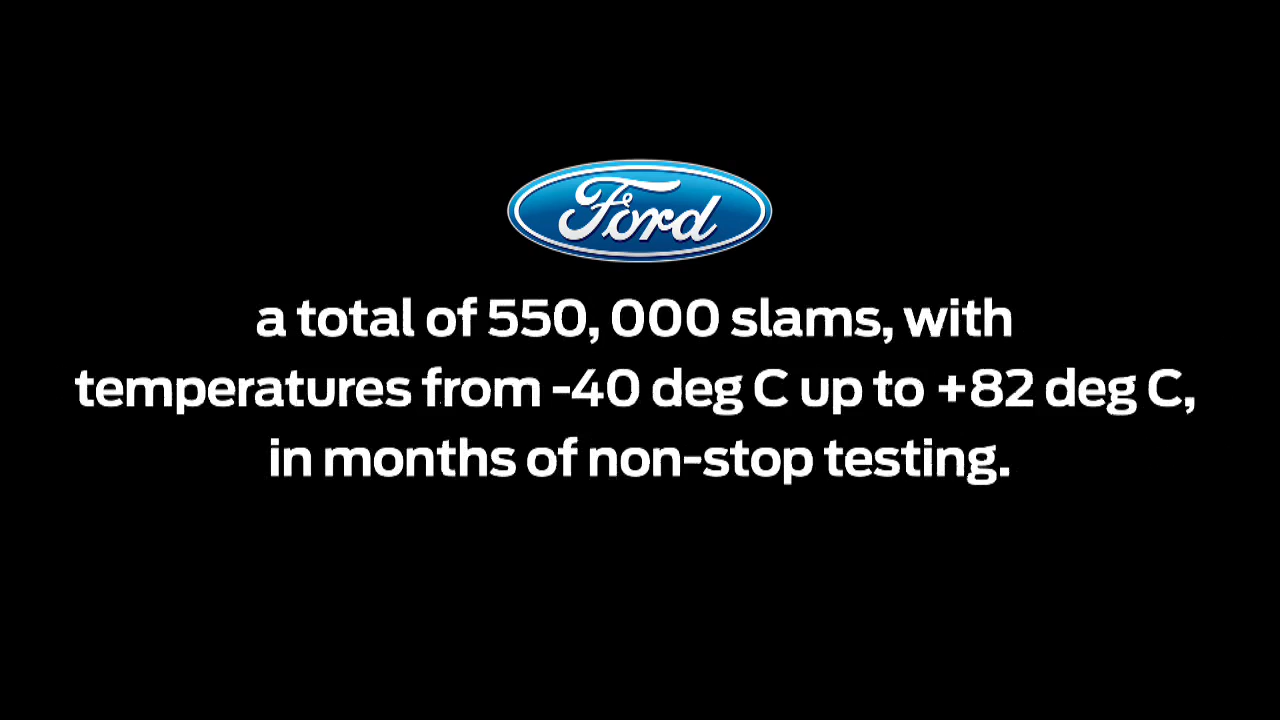 Ford
a total of 550, 000 slams, with
temperatures from -40 deg C up to +82 deg C,
in months of non-stop testing.